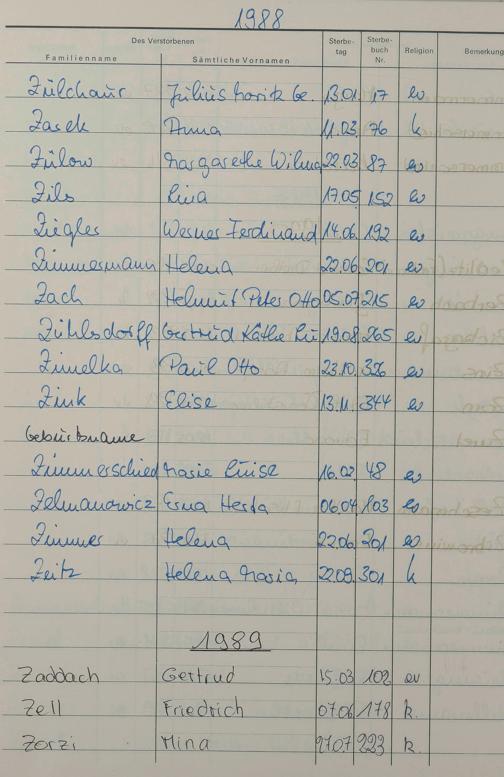 1988
Des Verstorbenen
Familienname Sämtliche Vornamen Sterbe-tag Sterbe-buch Nr. Religion Bemerkung
Zülchaur Julius Moritz Ge. 13.01. 17 ev
Zasek Anna 11.03. 76 k
Zülow Margarethe Wilma 22.03 87 ev
Zils Lina 17.05 152 ev
Ziegler Werner Ferdinand 14.06. 192 ev
Zimmermann Helena 22.06. 201 ev
Zach Helmut Peter Otto 05.07 215 ev
Zühlsdorff Gertrud Käthe Lu 19.08. 265 ev
Zimelka Paul Otto 23.10. 326 ev
Zink Elise 13.11. 344 ev
Geburtsname
Zimmerschied Marie Luise 16.02. 48 ev
Zelmanowicz Erna Herta 06.04 103 ev
Zimmer Helena 22.06. 201 ev
Zeitz Helena Maria 22.09. 301 k
1989
Zaddach Gertrud 15.03 102 ev
Zell Friedrich 07.06 178 k.
Zorzi Mina 27.07 223 k.